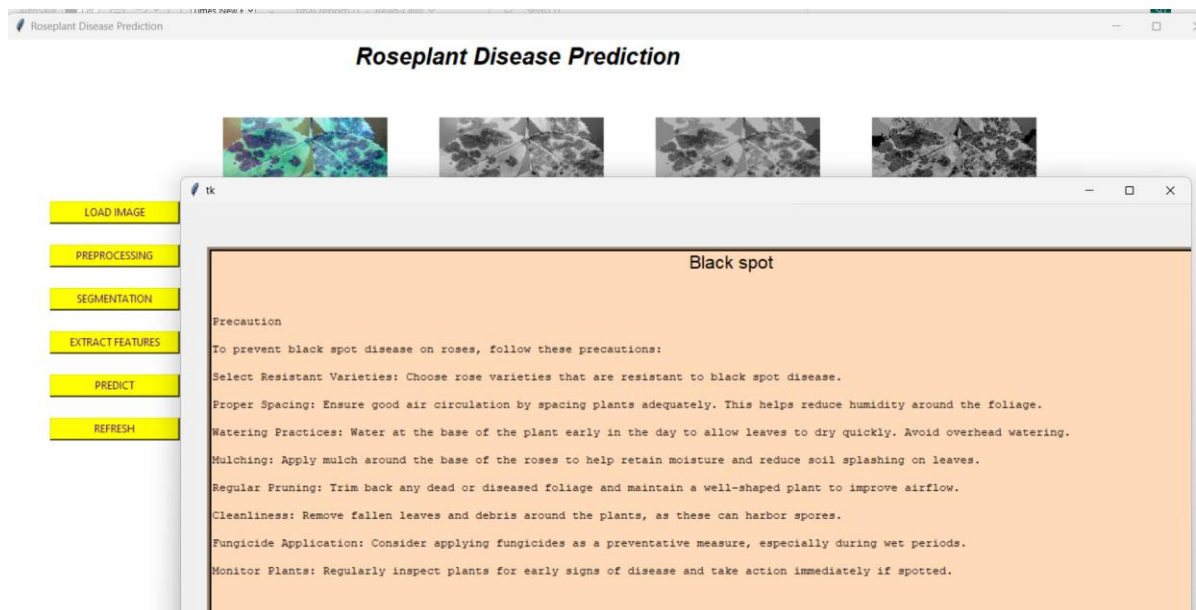 Roseplant Disease Prediction
Roseplant Disease Prediction
tk
LOAD IMAGE
PREPROCESSING
SEGMENTATION
EXTRACT FEATURES
PREDICT
REFRESH
Black spot
Precaution
To prevent black spot disease on roses, follow these precautions:
Select Resistant Varieties: Choose rose varieties that are resistant to black spot disease.
Proper Spacing: Ensure good air circulation by spacing plants adequately. This helps reduce humidity around the foliage.
Watering Practices: Water at the base of the plant early in the day to allow leaves to dry quickly. Avoid overhead watering.
Mulching: Apply mulch around the base of the roses to help retain moisture and reduce soil splashing on leaves.
Regular Pruning: Trim back any dead or diseased foliage and maintain a well-shaped plant to improve airflow.
Cleanliness: Remove fallen leaves and debris around the plants, as these can harbor spores.
Fungicide Application: Consider applying fungicides as a preventative measure, especially during wet periods.
Monitor Plants: Regularly inspect plants for early signs of disease and take action immediately if spotted.